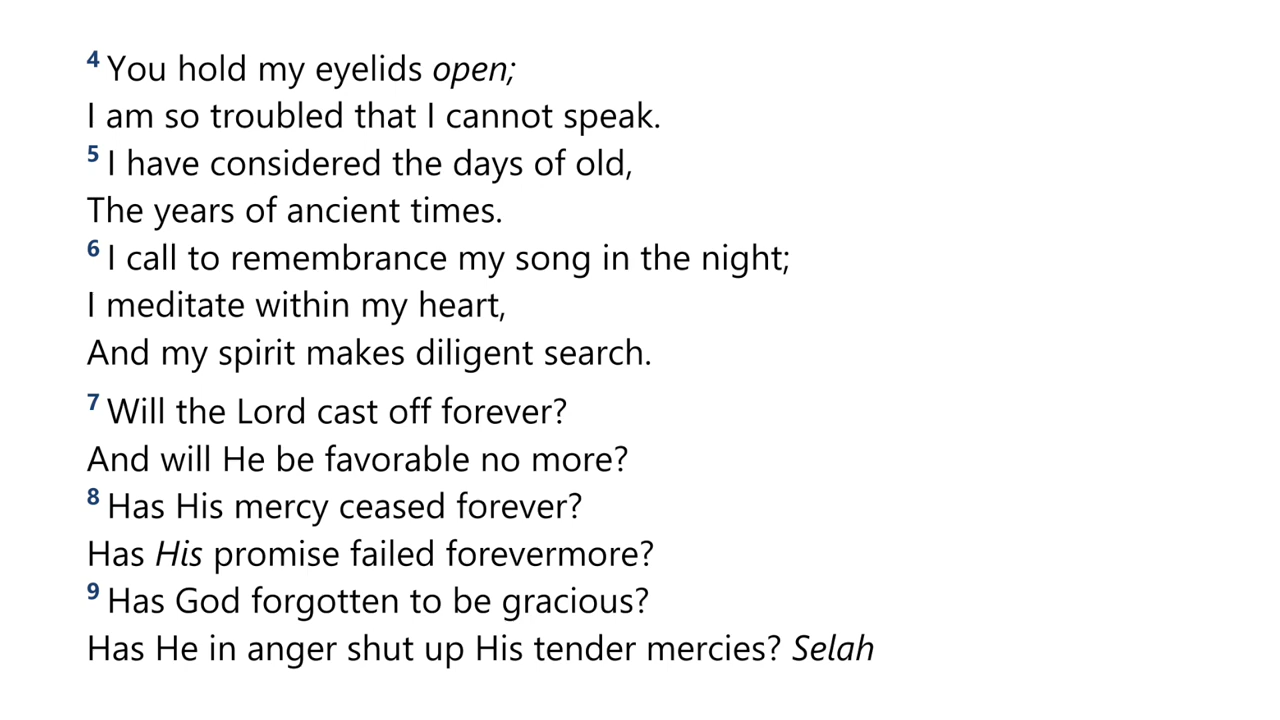 4 You hold my eyelids open;
I am so troubled that I cannot speak.
5 I have considered the days of old,
The years of ancient times.
6 I call to remembrance my song in the night;
I meditate within my heart,
And my spirit makes diligent search.
7 Will the Lord cast off forever?
And will He be favorable no more?
8 Has His mercy ceased forever?
Has His promise failed forevermore?
9 Has God forgotten to be gracious?
Has He in anger shut up His tender mercies? Selah